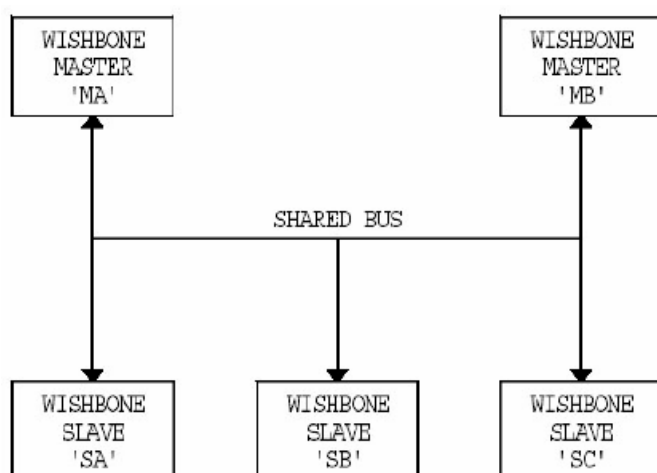 WISHBONE
MASTER
'MA'
WISHBONE
MASTER
'MB'
SHARED BUS
WISHBONE
SLAVE
'SA'
WISHBONE
SLAVE
'SB'
WISHBONE
SLAVE
'SC'